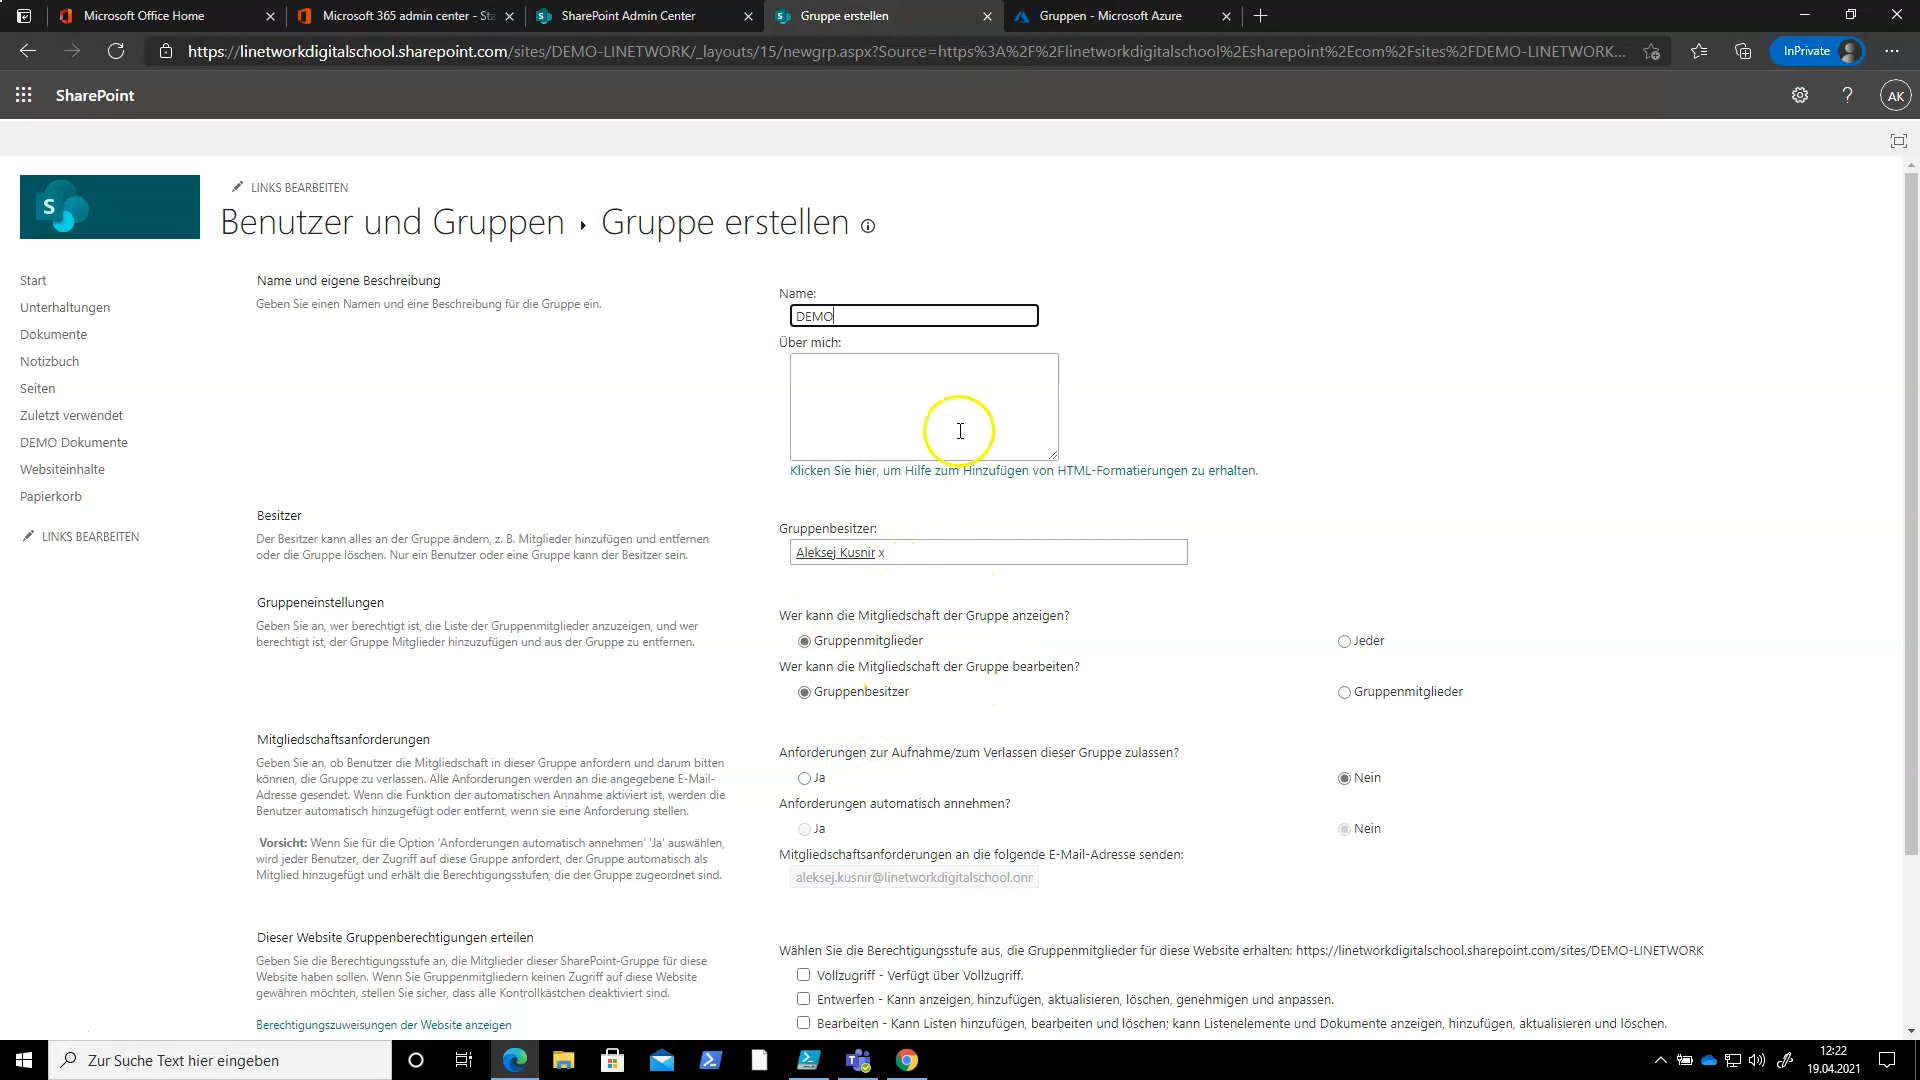 Microsoft Office Home
Microsoft 365 admin center - Sta
SharePoint Admin Center
Gruppe erstellen
Gruppen - Microsoft Azure
https://linetworkdigitalschool.sharepoint.com/sites/DEMO-LINETWORK/_layouts/15/newgrp.aspx?Source=https%3A%2F%2Flinetworkdigitalschool%2Esharepoint%2Ecom%2Fsites%2FDEMO-LINETWORK...
InPrivate
SharePoint
AK
S
LINKS BEARBEITEN
Benutzer und Gruppen ▸ Gruppe erstellen
Start
Unterhaltungen
Dokumente
Notizbuch
Seiten
Zuletzt verwendet
DEMO Dokumente
Websiteinhalte
Papierkorb
LINKS BEARBEITEN
Name und eigene Beschreibung
Geben Sie einen Namen und eine Beschreibung für die Gruppe ein.
Name:
DEMO
Über mich:
Klicken Sie hier, um Hilfe zum Hinzufügen von HTML-Formatierungen zu erhalten.
Besitzer
Der Besitzer kann alles an der Gruppe ändern, z. B. Mitglieder hinzufügen und entfernen
oder die Gruppe löschen. Nur ein Benutzer oder eine Gruppe kann der Besitzer sein.
Gruppenbesitzer:
Aleksej Kusnir x
Gruppeneinstellungen
Geben Sie an, wer berechtigt ist, die Liste der Gruppenmitglieder anzuzeigen, und wer
berechtigt ist, der Gruppe Mitglieder hinzuzufügen und aus der Gruppe zu entfernen.
Wer kann die Mitgliedschaft der Gruppe anzeigen?
Gruppenmitglieder
Jeder
Wer kann die Mitgliedschaft der Gruppe bearbeiten?
Gruppenbesitzer
Gruppenmitglieder
Mitgliedschaftsanforderungen
Geben Sie an, ob Benutzer die Mitgliedschaft in dieser Gruppe anfordern und darum bitten
können, die Gruppe zu verlassen. Alle Anforderungen werden an die angegebene E-Mail-
Adresse gesendet. Wenn die Funktion der automatischen Annahme aktiviert ist, werden die
Benutzer automatisch hinzugefügt oder entfernt, wenn sie eine Anforderung stellen.
Vorsicht: Wenn Sie für die Option 'Anforderungen automatisch annehmen' 'Ja' auswählen,
wird jeder Benutzer, der Zugriff auf diese Gruppe anfordert, der Gruppe automatisch als
Mitglied hinzugefügt und erhält die Berechtigungsstufen, die der Gruppe zugeordnet sind.
Anforderungen zur Aufnahme/zum Verlassen dieser Gruppe zulassen?
Ja
Nein
Anforderungen automatisch annehmen?
Ja
Nein
Mitgliedschaftsanforderungen an die folgende E-Mail-Adresse senden:
aleksej.kusnir@linetworkdigitalschool.onm
Dieser Website Gruppenberechtigungen erteilen
Geben Sie die Berechtigungsstufe an, die Mitglieder dieser SharePoint-Gruppe für diese
Website haben sollen. Wenn Sie Gruppenmitgliedern keinen Zugriff auf diese Website
gewähren möchten, stellen Sie sicher, dass alle Kontrollkästchen deaktiviert sind.
Berechtigungszuweisungen der Website anzeigen
Wählen Sie die Berechtigungsstufe aus, die Gruppenmitglieder für diese Website erhalten: https://linetworkdigitalschool.sharepoint.com/sites/DEMO-LINETWORK
Vollzugriff - Verfügt über Vollzugriff.
Entwerfen - Kann anzeigen, hinzufügen, aktualisieren, löschen, genehmigen und anpassen.
Bearbeiten - Kann Listen hinzufügen, bearbeiten und löschen; kann Listenelemente und Dokumente anzeigen, hinzufügen, aktualisieren und löschen.
Zur Suche Text hier eingeben
12:22
19.04.2021